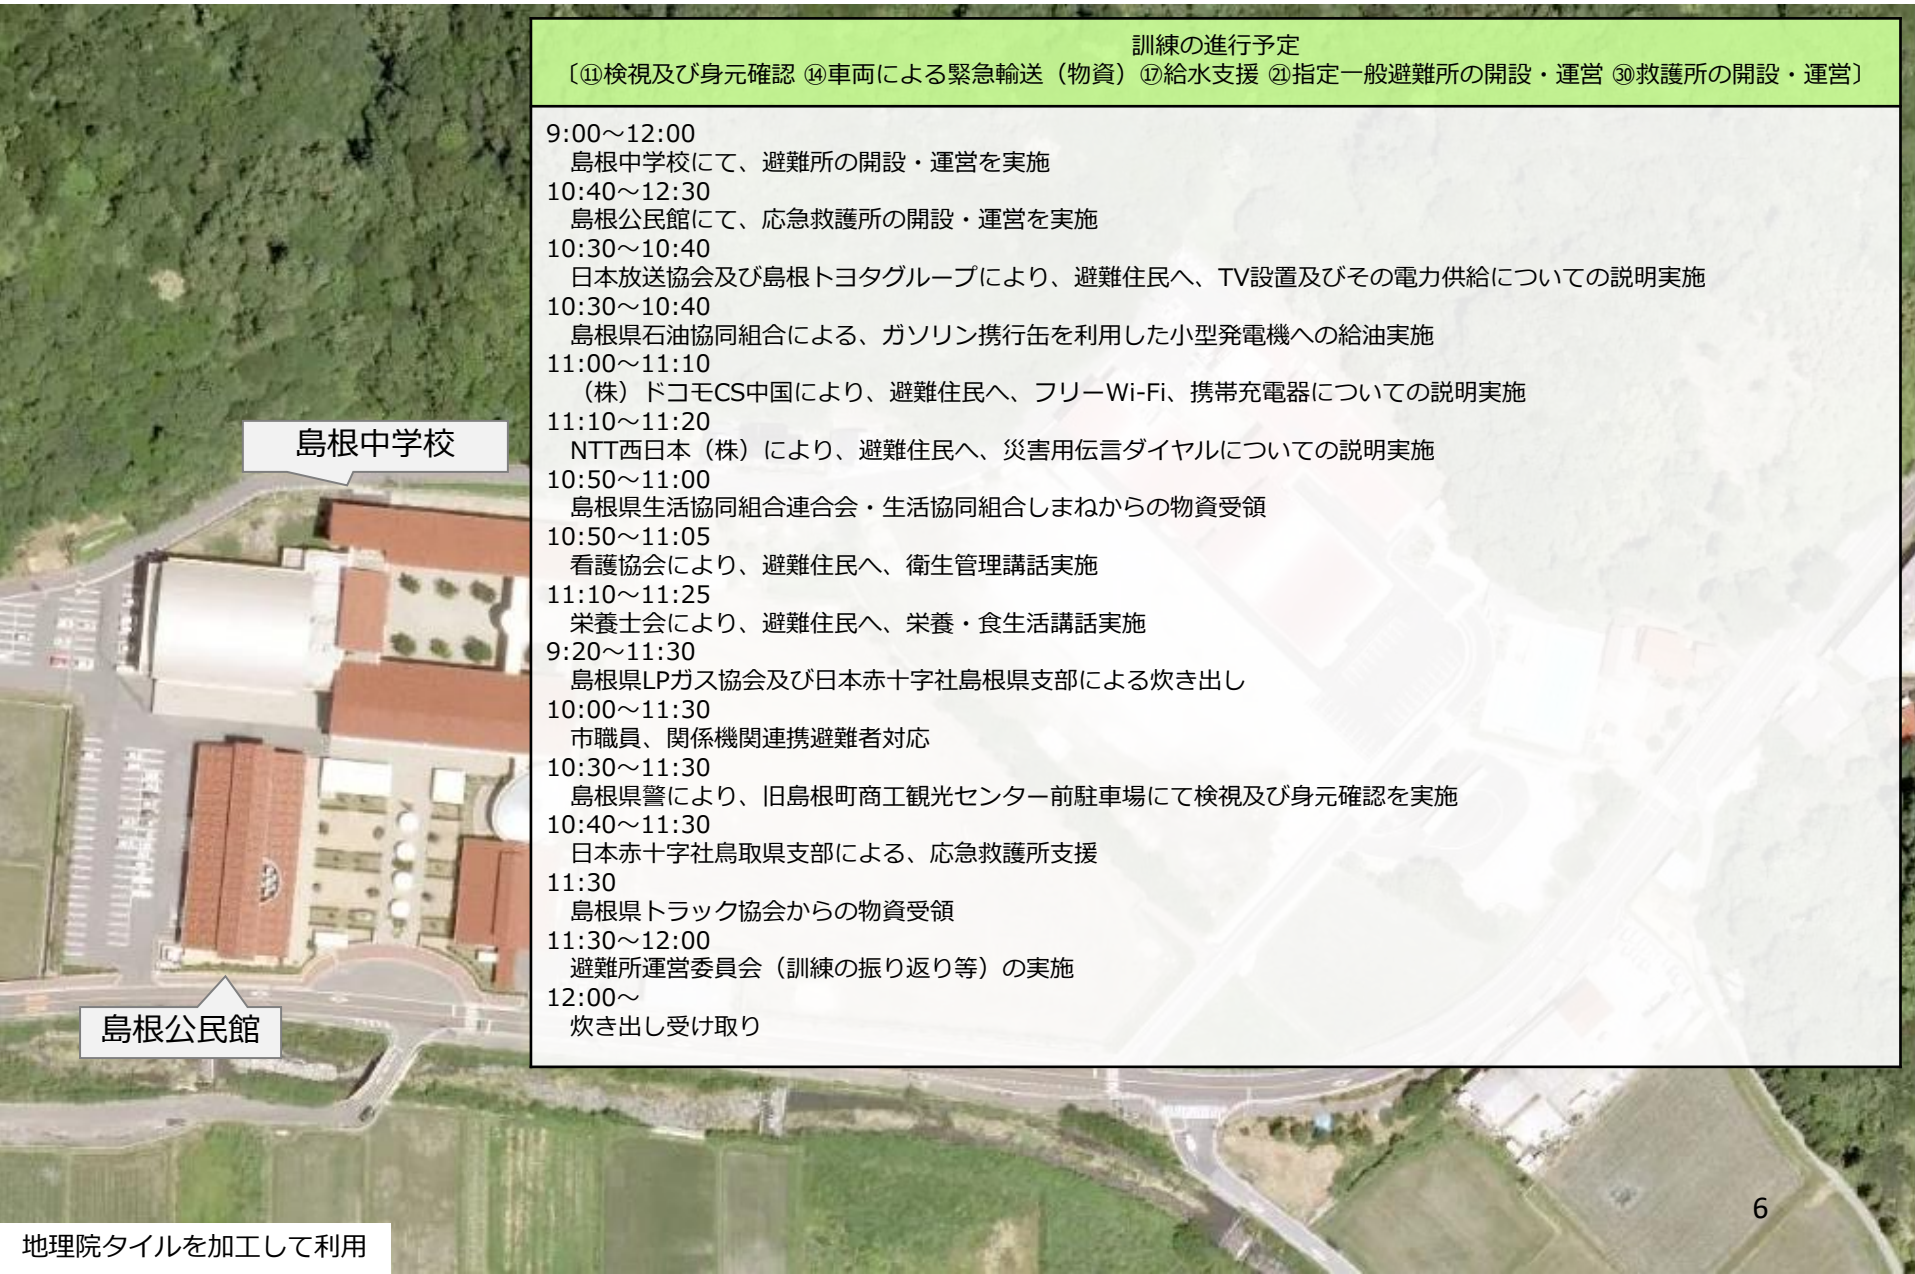 訓練の進行予定
〔⑪検視及び身元確認 ⑭車両による緊急輸送（物資）⑰給水支援 ㉑指定一般避難所の開設・運営 ㉚救護所の開設・運営〕
9:00～12:00
島根中学校にて、避難所の開設・運営を実施
10:40～12:30
島根公民館にて、応急救護所の開設・運営を実施
10:30～10:40
日本放送協会及び島根トヨタグループにより、避難住民へ、TV設置及びその電力供給についての説明実施
10:30～10:40
島根県石油協同組合による、ガソリン携行缶を利用した小型発電機への給油実施
11:00～11:10
（株）ドコモCS中国により、避難住民へ、フリーWi-Fi、携帯充電器についての説明実施
11:10～11:20
NTT西日本（株）により、避難住民へ、災害用伝言ダイヤルについての説明実施
10:50～11:00
島根県生活協同組合連合会・生活協同組合しまねからの物資受領
10:50～11:05
看護協会により、避難住民へ、衛生管理講話実施
11:10～11:25
栄養士会により、避難住民へ、栄養・食生活講話実施
9:20～11:30
島根県LPガス協会及び日本赤十字社島根県支部による炊き出し
10:00～11:30
市職員、関係機関連携避難者対応
10:30～11:30
島根県警により、旧島根町商工観光センター前駐車場にて検視及び身元確認を実施
10:40～11:30
日本赤十字社鳥取県支部による、応急救護所支援
11:30
島根県トラック協会からの物資受領
11:30～12:00
避難所運営委員会（訓練の振り返り等）の実施
12:00～
炊き出し受け取り
島根中学校
島根公民館
6
地理院タイルを加工して利用